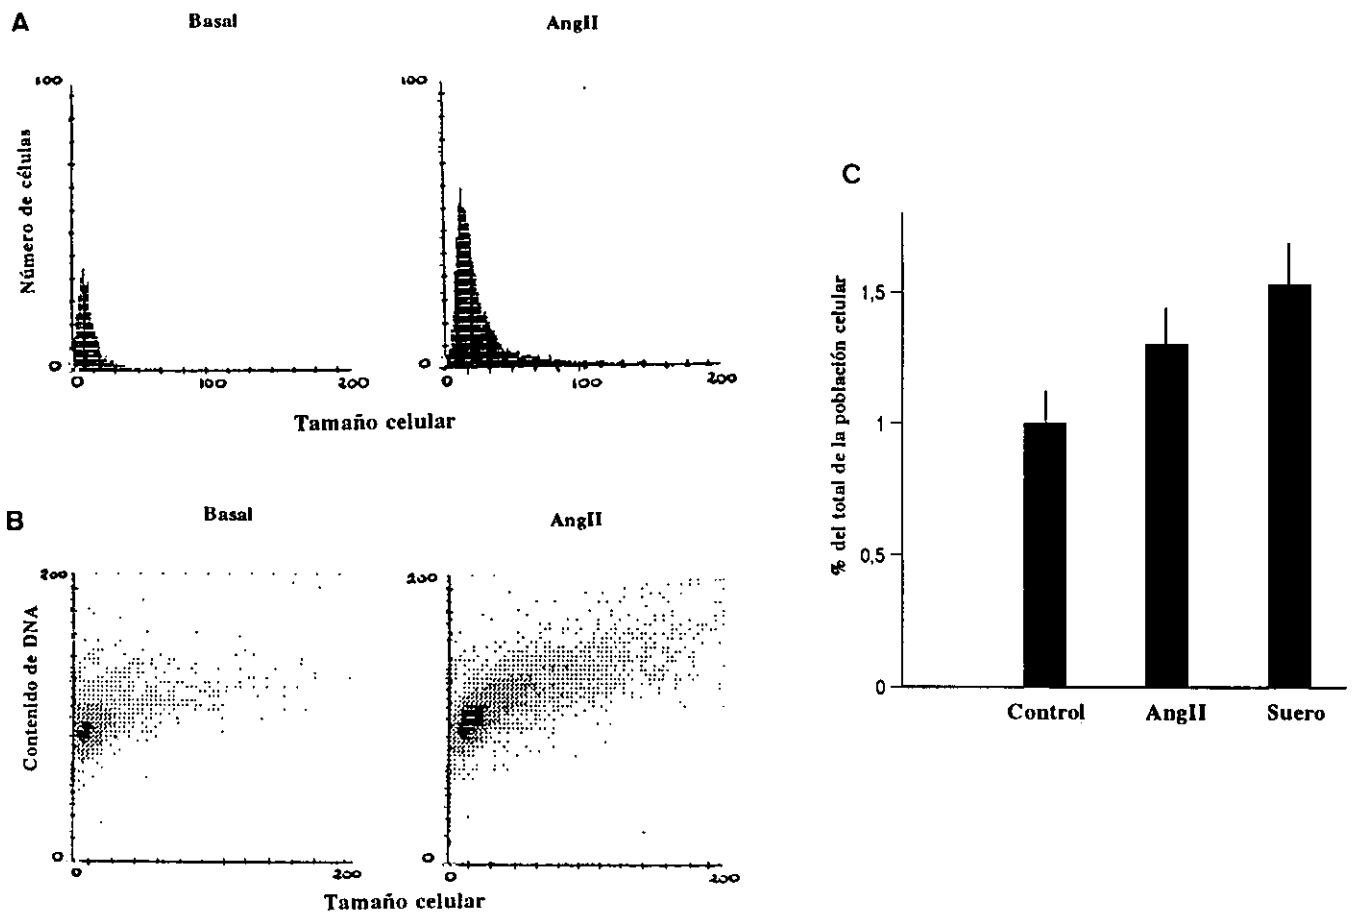 A
Basal
AngII
100
Número de células
0
0
100
200
100
0
0
100
200
Tamaño celular
B
Basal
AngII
200
Contenido de DNA
0
0
200
200
0
0
200
Tamaño celular
C
% del total de la población celular
1,5
1
0,5
0
Control
AngII
Suero